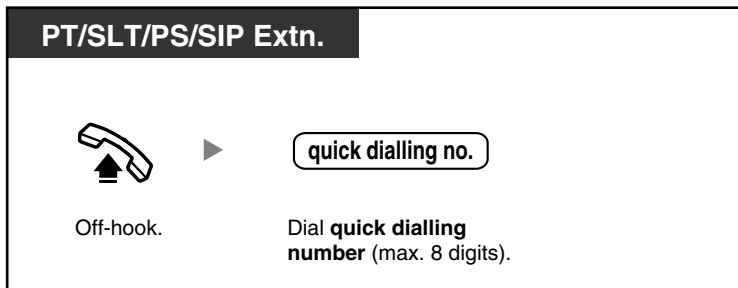 PT/SLT/PS/SIP Extn.
quick dialling no.
Off-hook.
Dial quick dialling
number (max. 8 digits).